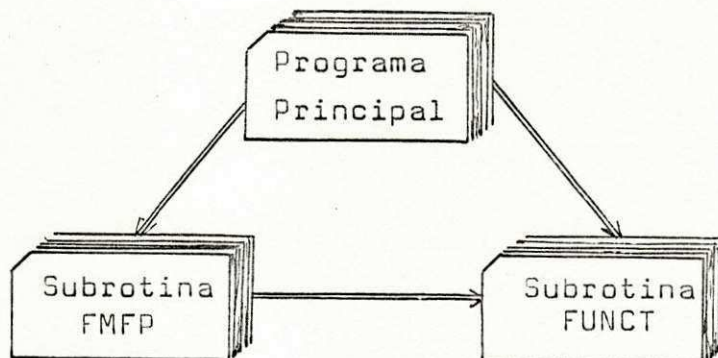 Programa
Principal
Subrotina
FMFP
Subrotina
FUNCT